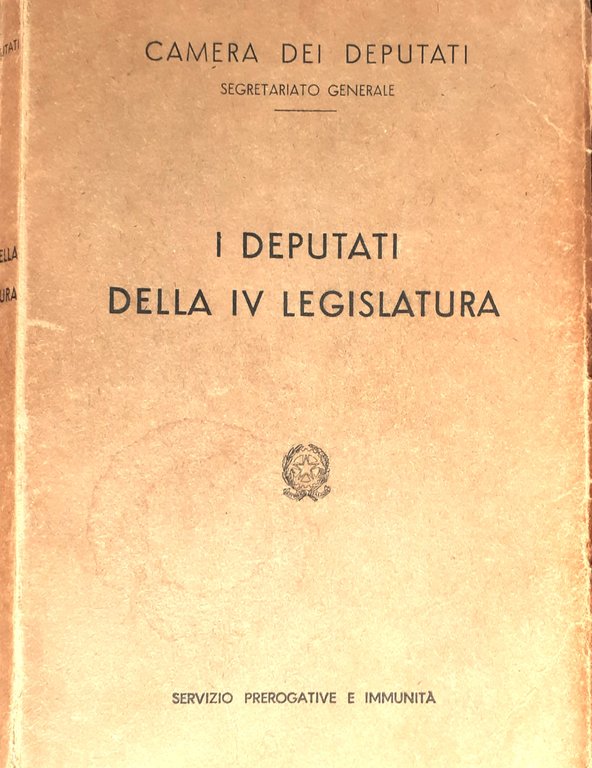 CAMERA DEI DEPUTATI
SEGRETARIATO GENERALE
I DEPUTATI
DELLA IV LEGISLATURA
SERVIZIO PREROGATIVE E IMMUNITÀ